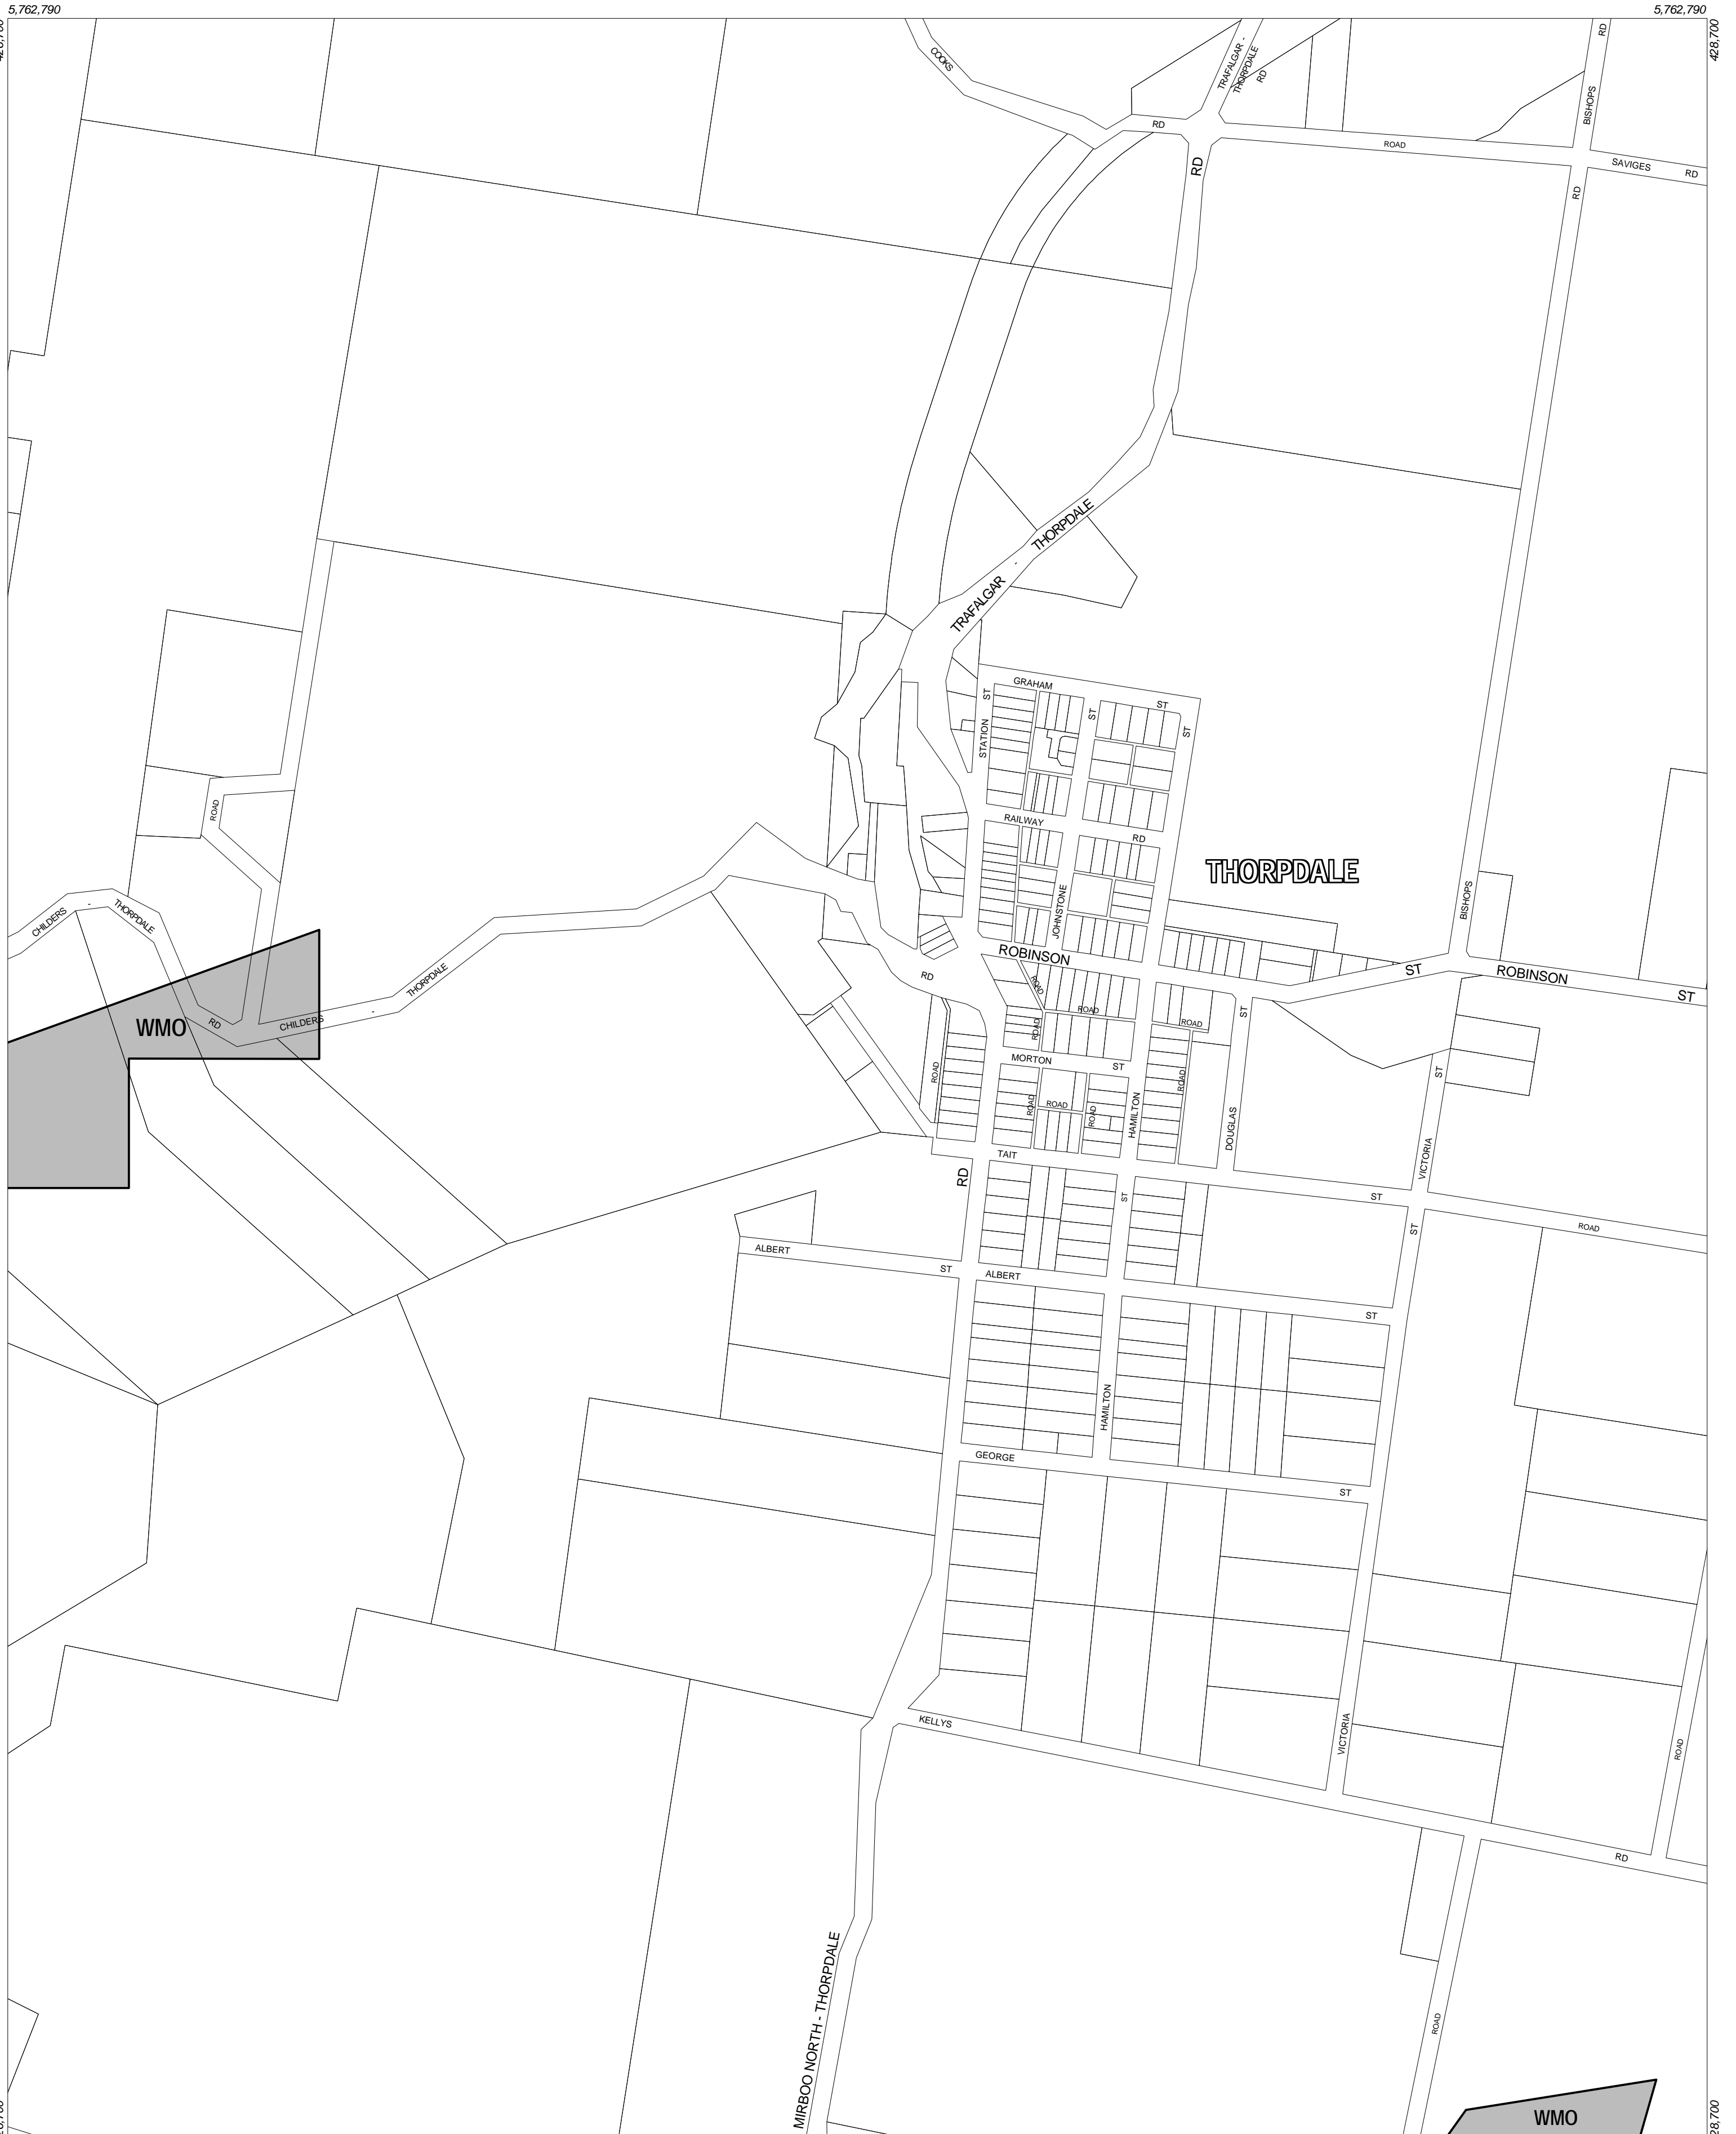 5,762,790
5,762,790
428,700
COOKS
TRAFALGAR -
THORPDALE
RD
RD
BISHOPS
RD
ROAD
SAVIGES
RD
RD
RD
TRAFALGAR - THORPDALE
GRAHAM
ST
ST
STATION
ST
ST
ROAD
RAILWAY
RD
THORPDALE
JOHNSTONE
BISHOPS
CHILDERS - THORPDALE
RD
WMO
CHILDERS - THORPDALE
ROBINSON
ST
ROBINSON
ST
RD
ROAD
ROAD
ROAD
ROAD
ST
MORTON
ST
ROAD
ROAD
ST
ROAD
ROAD
ROAD
HAMILTON
DOUGLAS
VICTORIA
TAIT
RD
ST
ST
ST
ROAD
ALBERT
ST
ALBERT
ST
HAMILTON
GEORGE
ST
KELLYS
VICTORIA
ROAD
RD
MIRBOO NORTH - THORPDALE
ROAD
WMO